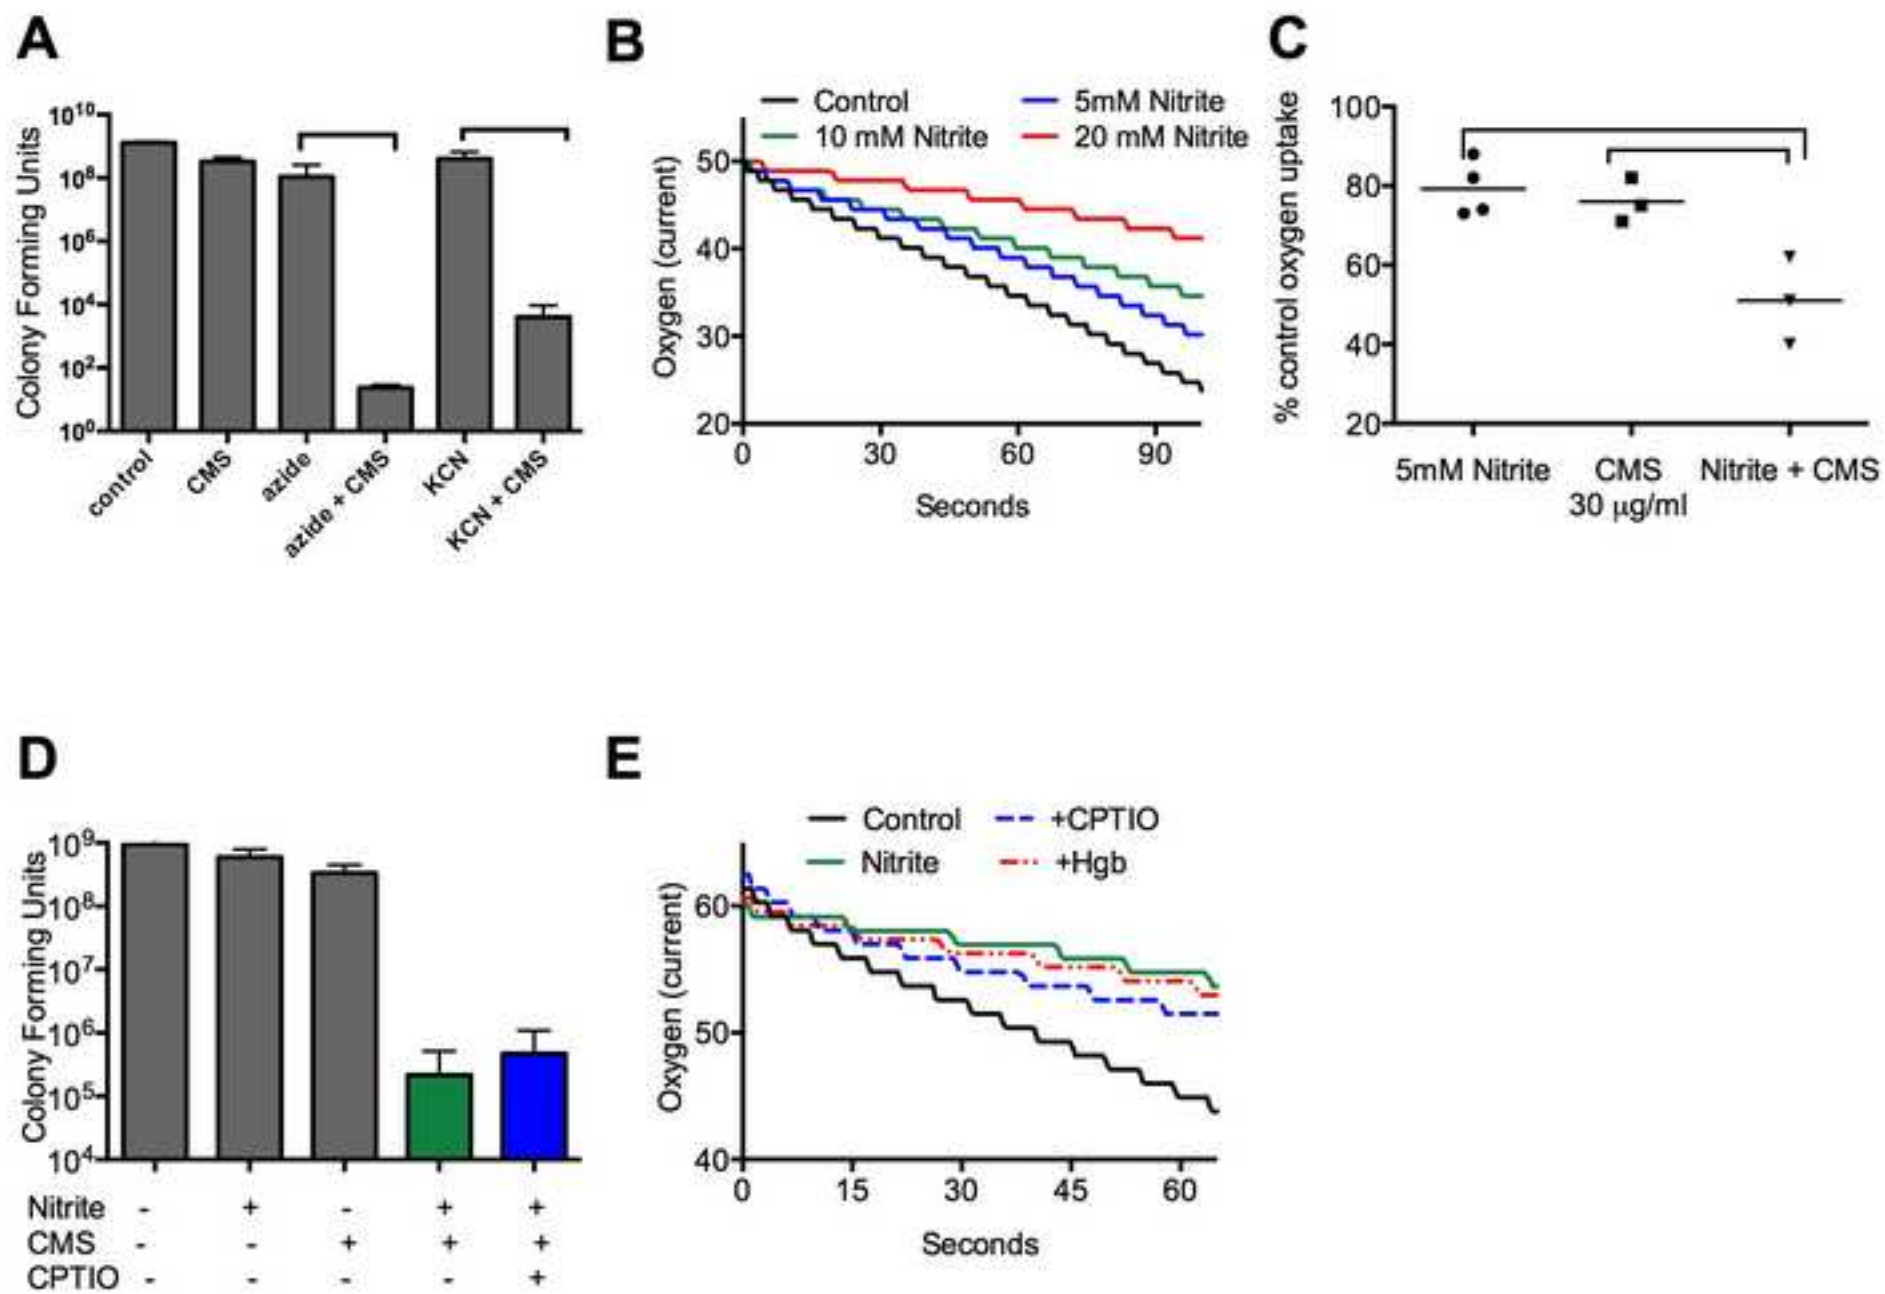 A
Colony Forming Units
10¹⁰
10⁸
10⁶
10⁴
10²
10⁰
control
CMS
azide
azide + CMS
KCN
KCN + CMS
B
Control
5mM Nitrite
10 mM Nitrite
20 mM Nitrite
Oxygen (current)
50
40
30
20
0 30 60 90
Seconds
C
% control oxygen uptake
100
80
60
40
20
5mM Nitrite CMS Nitrite + CMS
30 µg/ml
D
Colony Forming Units
10⁹
10⁸
10⁷
10⁶
10⁵
10⁴
Nitrite - + - + +
CMS - - + + +
CPTIO - - - - +
E
Control +CPTIO
Nitrite +Hgb
Oxygen (current)
60
50
40
0 15 30 45 60
Seconds